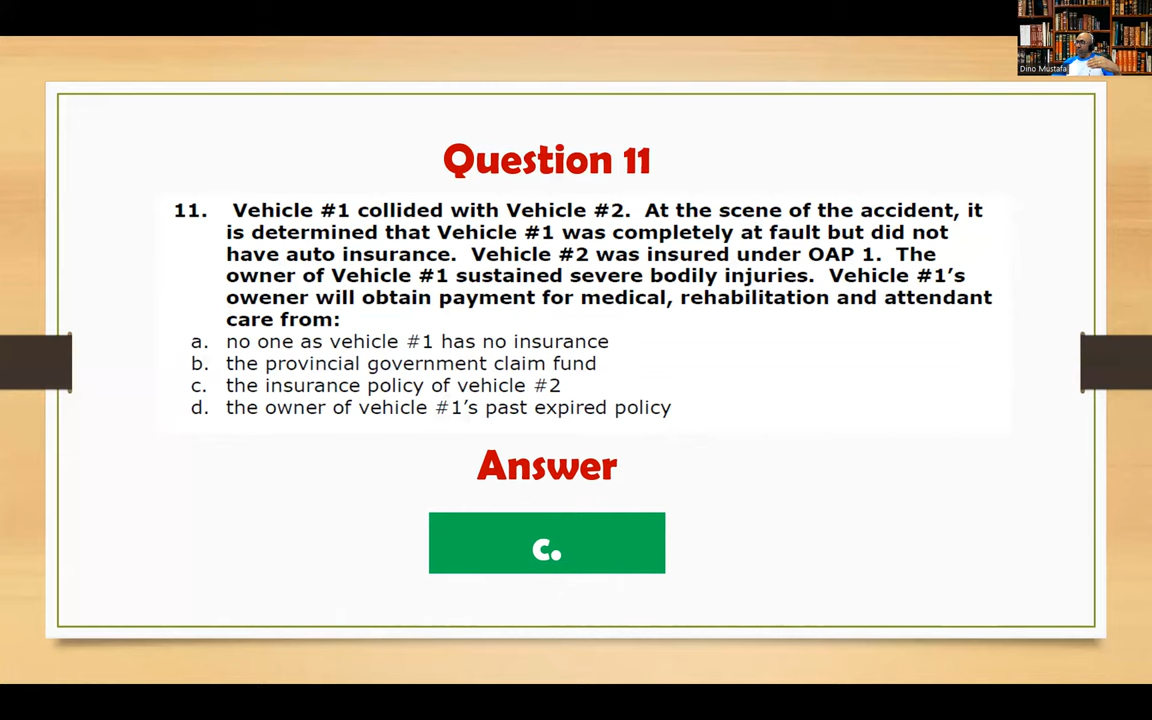 Dino Mustafa
Question 11
11. Vehicle #1 collided with Vehicle #2. At the scene of the accident, it
is determined that Vehicle #1 was completely at fault but did not
have auto insurance. Vehicle #2 was insured under OAP 1. The
owner of Vehicle #1 sustained severe bodily injuries. Vehicle #1’s
owener will obtain payment for medical, rehabilitation and attendant
care from:
a. no one as vehicle #1 has no insurance
b. the provincial government claim fund
c. the insurance policy of vehicle #2
d. the owner of vehicle #1’s past expired policy
Answer
c.